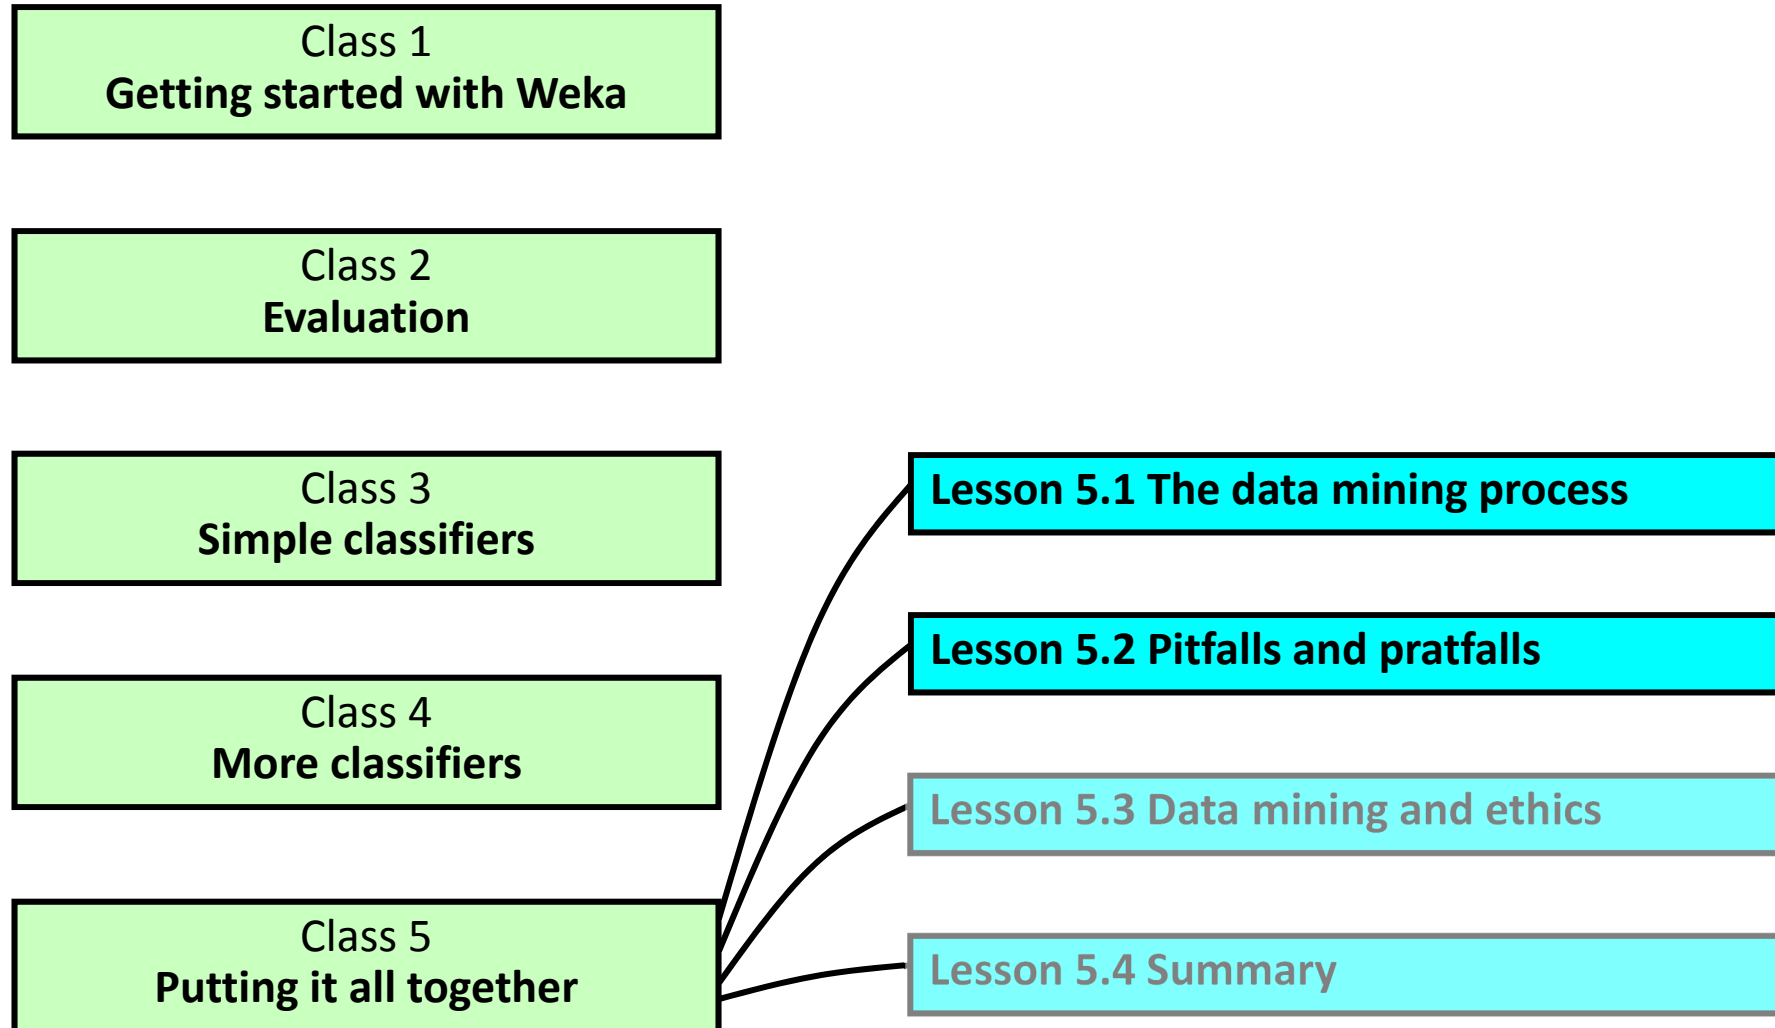 Class 1
Getting started with Weka
Class 2
Evaluation
Class 3
Simple classifiers
Class 4
More classifiers
Class 5
Putting it all together
Lesson 5.1 The data mining process
Lesson 5.2 Pitfalls and pratfalls
Lesson 5.3 Data mining and ethics
Lesson 5.4 Summary